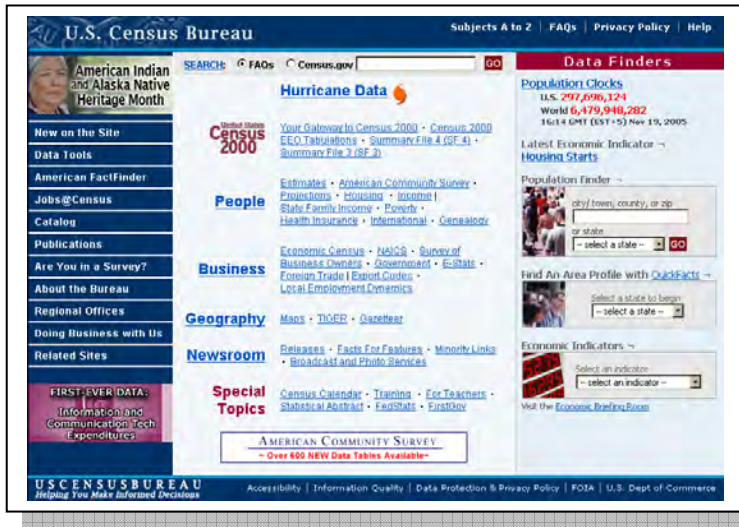 U.S. Census Bureau
Subjects A to Z | FAQs | Privacy Policy | Help
American Indian
and Alaska Native
Heritage Month
New on the Site
Data Tools
American FactFinder
Jobs@Census
Catalog
Publications
Are You in a Survey?
About the Bureau
Regional Offices
Doing Business with Us
Related Sites
FIRST-EVER DATA:
Information and
Communication Tech
Expenditures
SEARCH: FAQs Census.gov GO
Hurricane Data
United States
Census
2000
Your Gateway to Census 2000 · Census 2000
EEO Tabulations · Summary File 4 (SF 4) ·
Summary File 3 (SF 3)
People
Estimates · American Community Survey ·
Projections · Housing · Income |
State Family Income · Poverty ·
Health Insurance · International · Genealogy
Business
Economic Census · NAICS · Survey of
Business Owners · Government · E-Stats ·
Foreign Trade | Export Codes ·
Local Employment Dynamics
Geography
Maps · TIGER · Gazetteer
Newsroom
Releases · Facts For Features · Minority Links
· Broadcast and Photo Services
Special
Topics
Census Calendar · Training · For Teachers ·
Statistical Abstract · FedStats · FirstGov
AMERICAN COMMUNITY SURVEY
~ Over 600 NEW Data Tables Available~
Data Finders
Population Clocks
U.S. 297,696,124
World 6,479,948,282
16:14 GMT (EST+5) Nov 19, 2005
Latest Economic Indicator
Housing Starts
Population Finder
city/ town, county, or zip
or state
-- select a state -- GO
Find An Area Profile with QuickFacts
Select a state to begin
-- select a state --
Economic Indicators
Select an indicator
-- select an indicator --
Visit the Economic Briefing Room
USCENSUSBUREAU
Helping You Make Informed Decisions
Accessibility | Information Quality | Data Protection & Privacy Policy | FOIA | U.S. Dept of Commerce